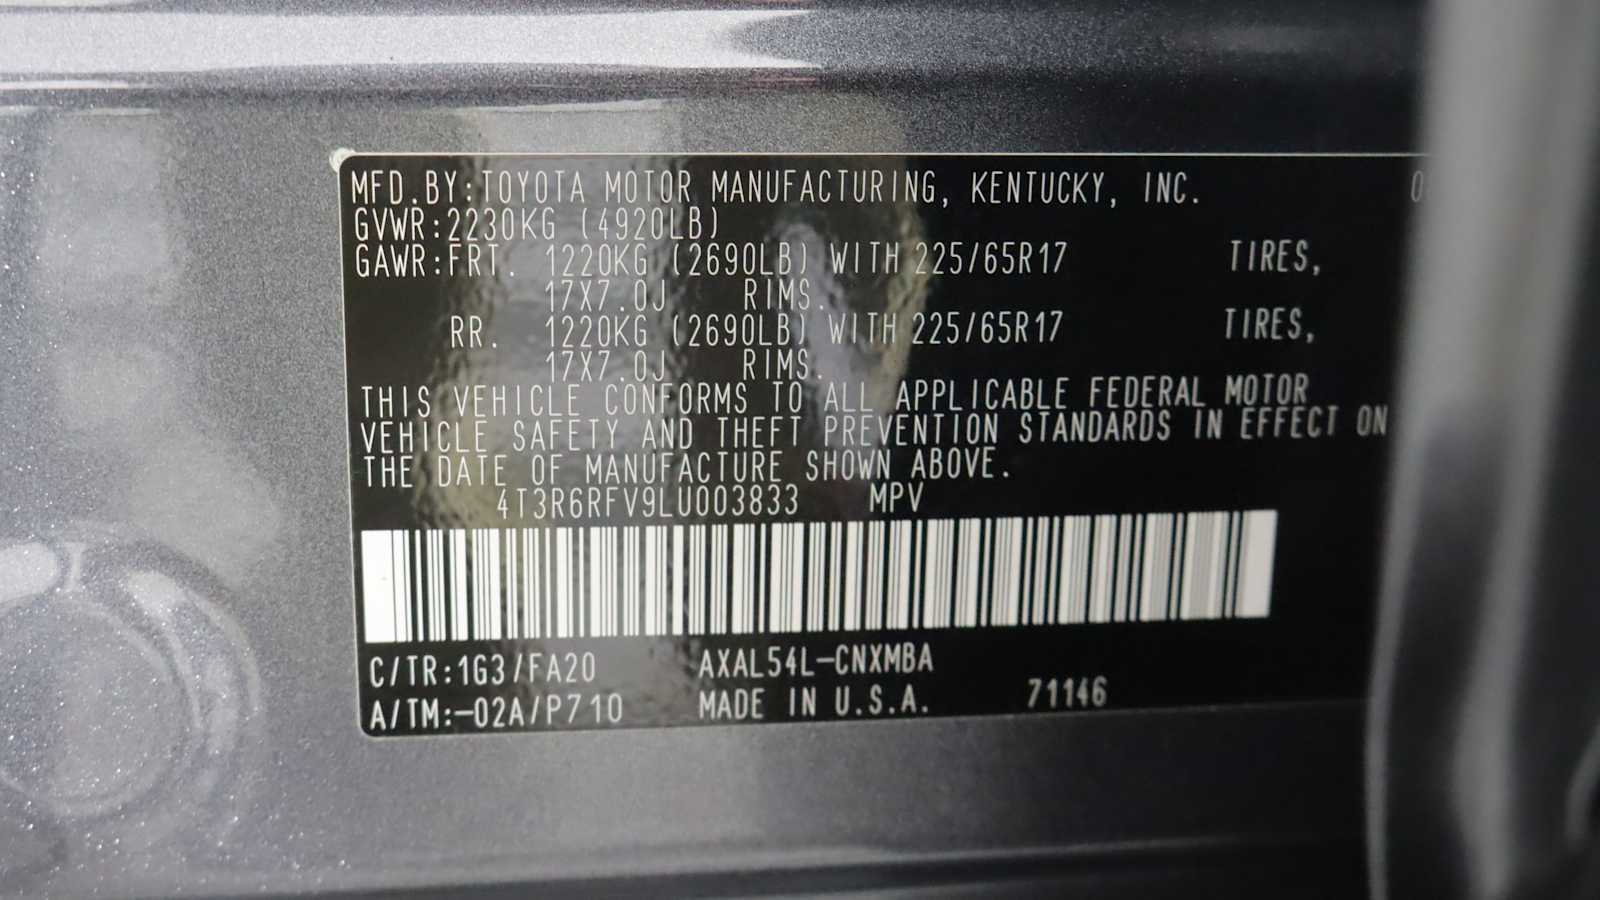 MFD.BY:TOYOTA MOTOR MANUFACTURING, KENTUCKY, INC. 0
GVWR:2230KG (4920LB)
GAWR:FRT. 1220KG (2690LB) WITH 225/65R17 TIRES,
17X7.0J RIMS.
RR. 1220KG (2690LB) WITH 225/65R17 TIRES,
17X7.0J RIMS.
THIS VEHICLE CONFORMS TO ALL APPLICABLE FEDERAL MOTOR
VEHICLE SAFETY AND THEFT PREVENTION STANDARDS IN EFFECT ON
THE DATE OF MANUFACTURE SHOWN ABOVE.
4T3R6RFV9LU003833 MPV
C/TR:1G3/FA20 AXAL54L-CNXMBA
A/TM:-02A/P710 MADE IN U.S.A. 71146